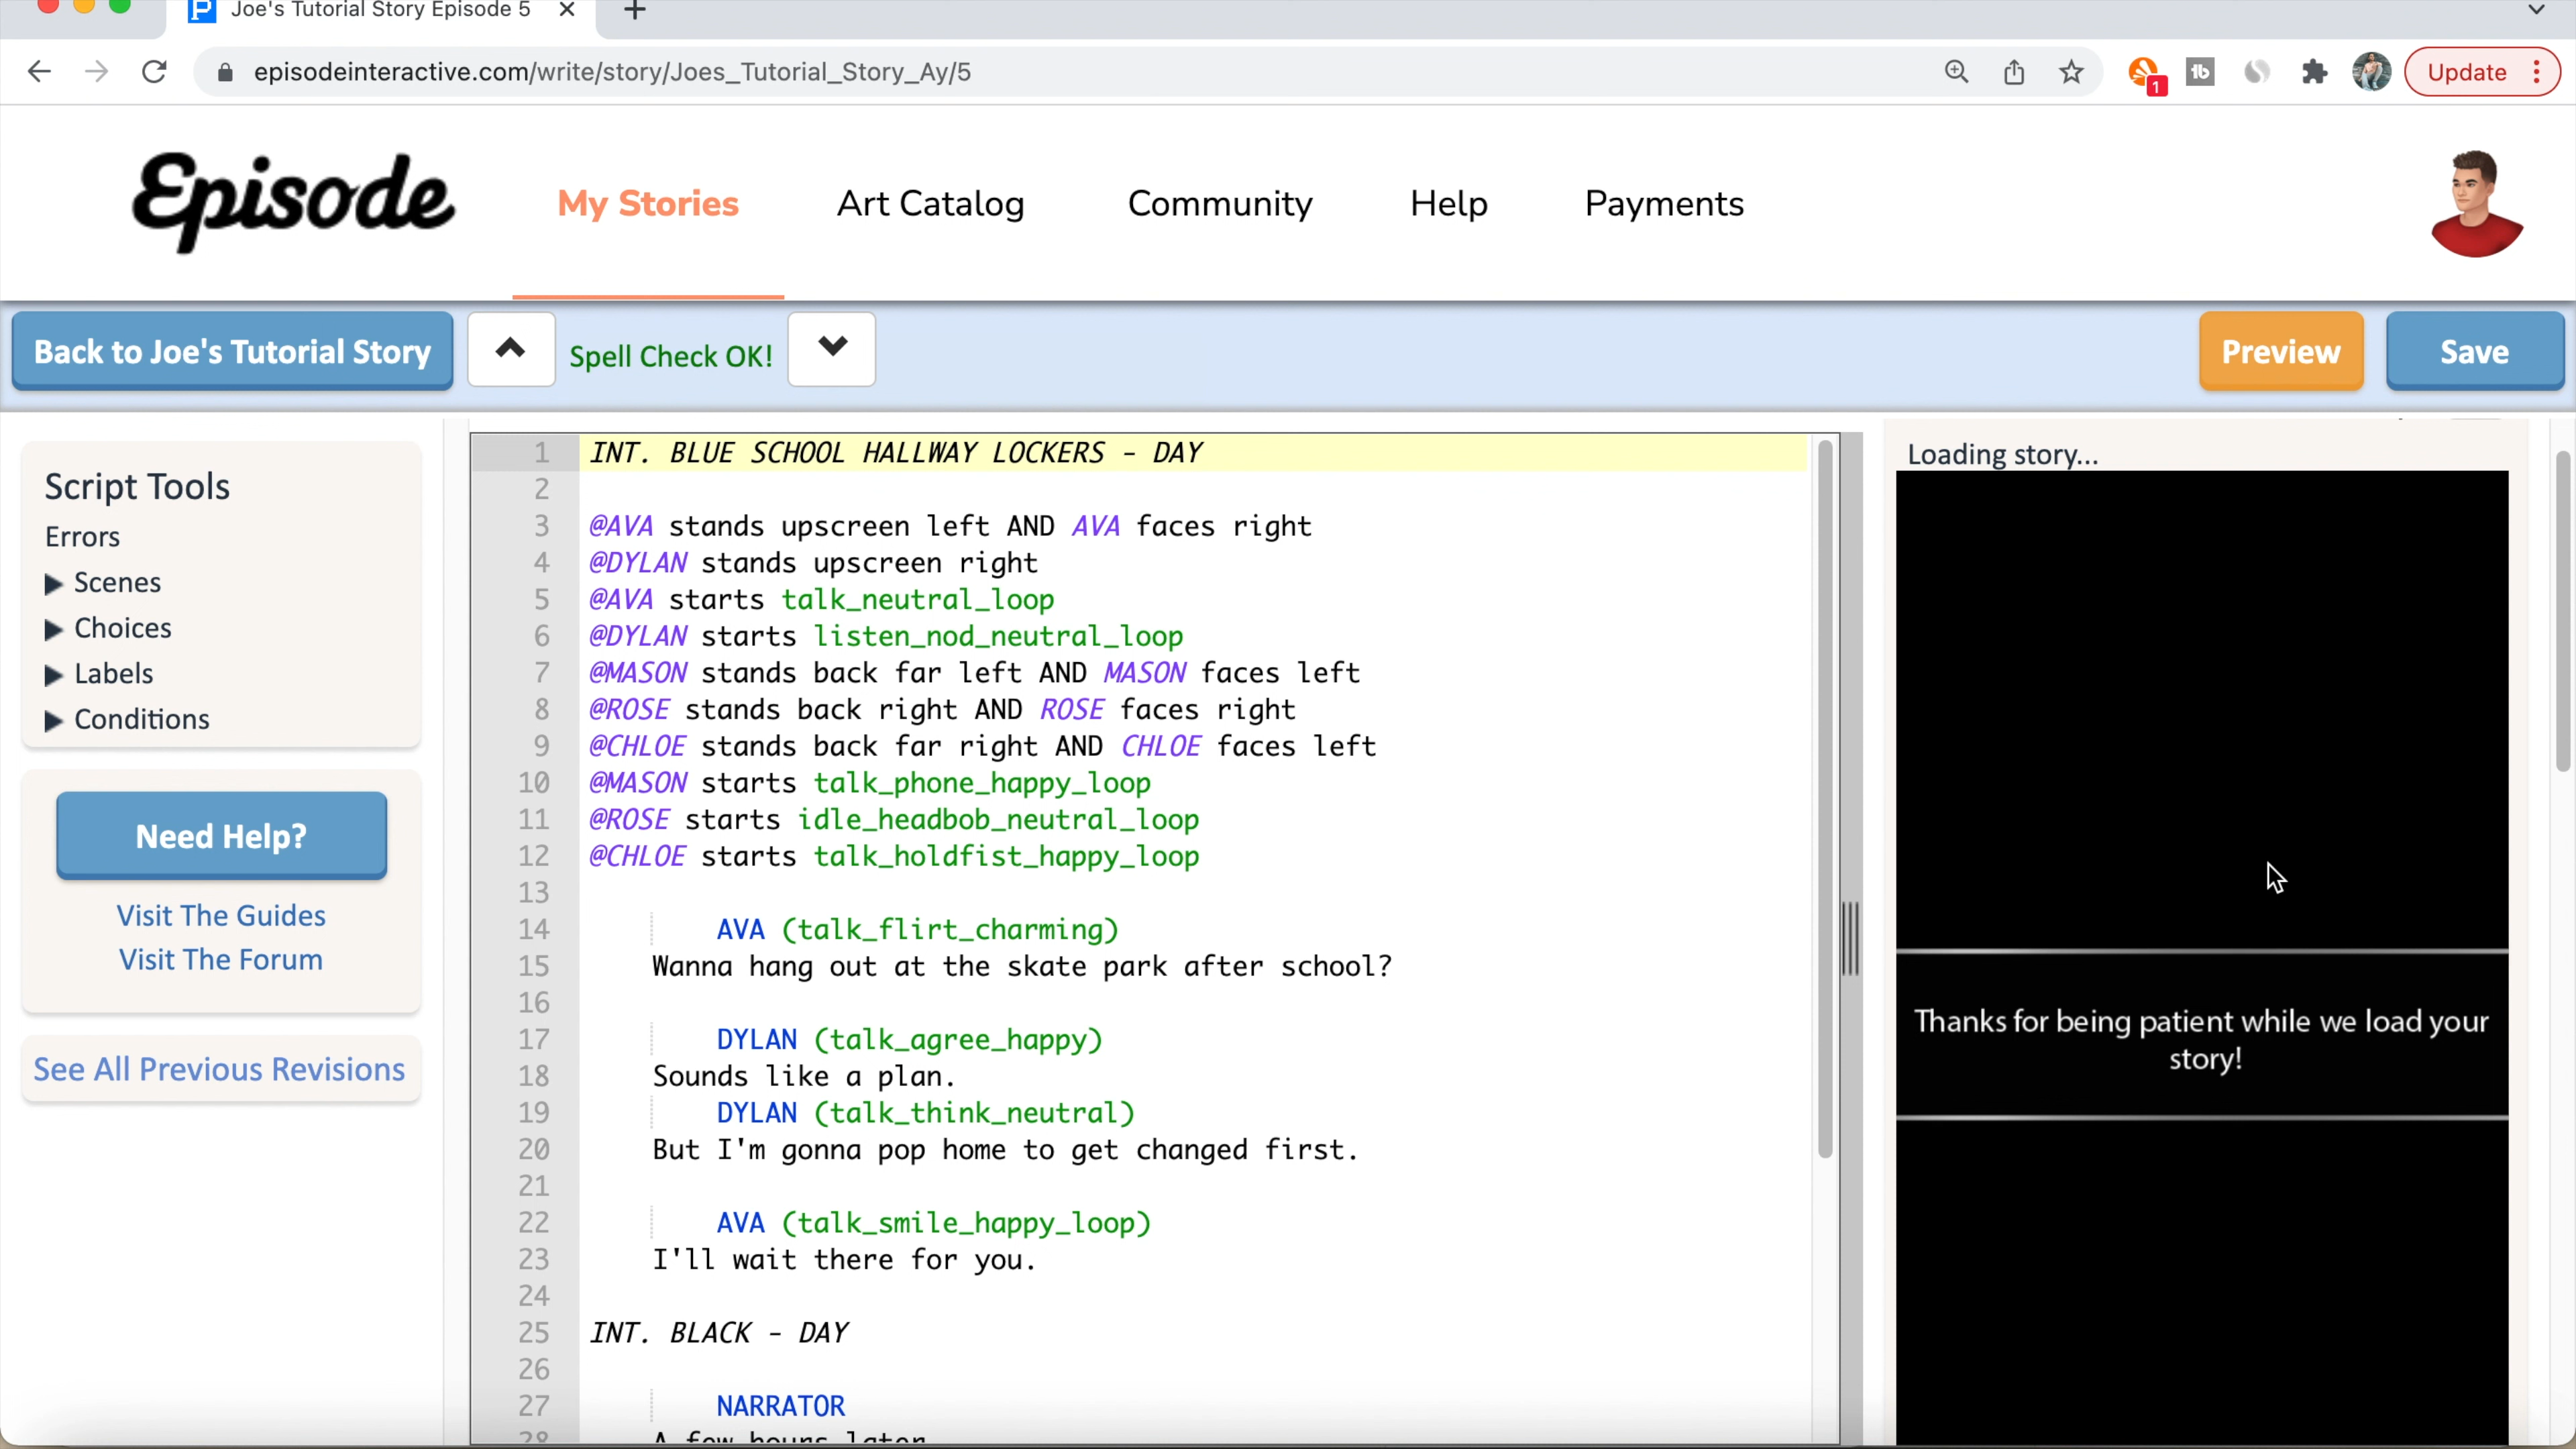 Joe's Tutorial Story Episode 5
episodeinteractive.com/write/story/Joes_Tutorial_Story_Ay/5
1
tb
Update
Episode
My Stories
Art Catalog
Community
Help
Payments
Back to Joe's Tutorial Story
Spell Check OK!
Preview
Save
Script Tools
Errors
Scenes
Choices
Labels
Conditions
Need Help?
Visit The Guides
Visit The Forum
See All Previous Revisions
1 INT. BLUE SCHOOL HALLWAY LOCKERS - DAY
2
3 @AVA stands upscreen left AND AVA faces right
4 @DYLAN stands upscreen right
5 @AVA starts talk_neutral_loop
6 @DYLAN starts listen_nod_neutral_loop
7 @MASON stands back far left AND MASON faces left
8 @ROSE stands back right AND ROSE faces right
9 @CHLOE stands back far right AND CHLOE faces left
10 @MASON starts talk_phone_happy_loop
11 @ROSE starts idle_headbob_neutral_loop
12 @CHLOE starts talk_holdfist_happy_loop
13
14 AVA (talk_flirt_charming)
15 Wanna hang out at the skate park after school?
16
17 DYLAN (talk_agree_happy)
18 Sounds like a plan.
19 DYLAN (talk_think_neutral)
20 But I'm gonna pop home to get changed first.
21
22 AVA (talk_smile_happy_loop)
23 I'll wait there for you.
24
25 INT. BLACK - DAY
26
27 NARRATOR
28 A few hours later
Loading story...
Thanks for being patient while we load your
story!